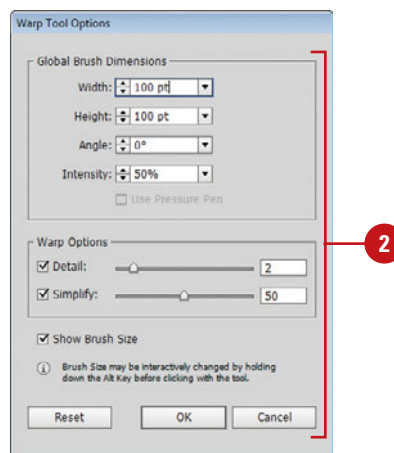 Warp Tool Options
Global Brush Dimensions
Width: 100 pt
Height: 100 pt
Angle: 0°
Intensity: 50%
Use Pressure Pen
Warp Options
Detail: 2
Simplify: 50
2
Show Brush Size
Brush Size may be interactively changed by holding
down the Alt Key before clicking with the tool.
Reset OK Cancel